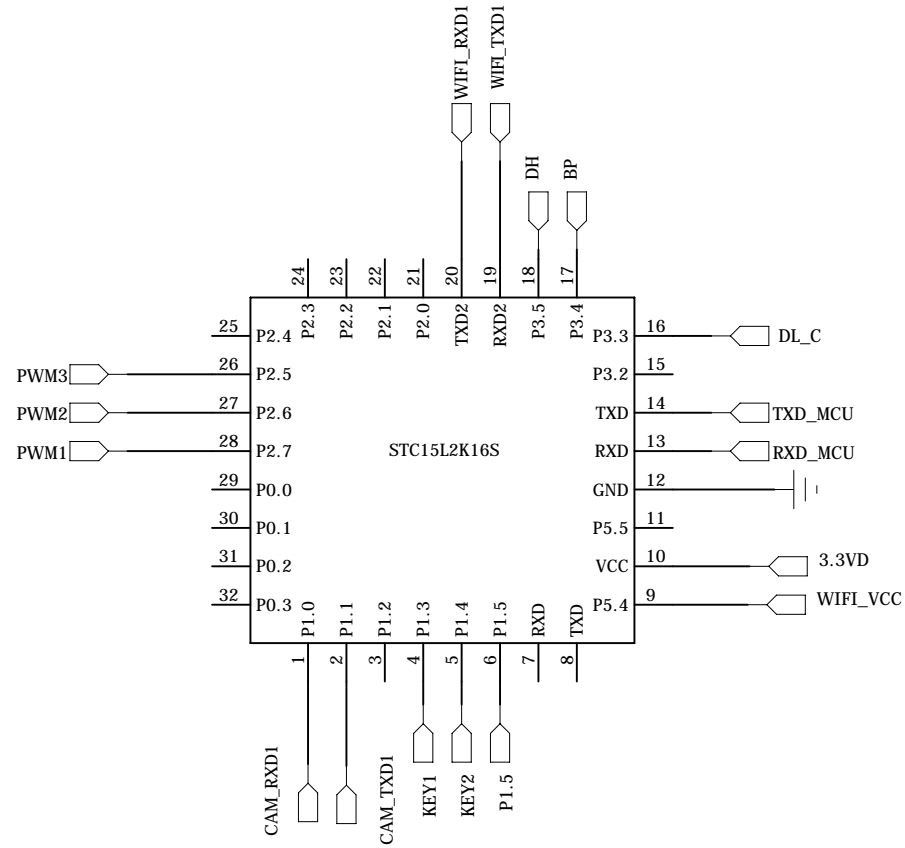 WIFI_RXD1
WIFI_TXD1
DH
BP
24
23
22
21
20
19
18
17
P2.3
P2.2
P2.1
P2.0
TXD2
RXD2
P3.5
P3.4
25 P2.4
PWM3 26 P2.5
PWM2 27 P2.6
PWM1 28 P2.7
29 P0.0
30 P0.1
31 P0.2
32 P0.3
STC15L2K16S
P3.3 16 DL_C
P3.2 15
TXD 14 TXD_MCU
RXD 13 RXD_MCU
GND 12
P5.5 11
VCC 10 3.3VD
P5.4 9 WIFI_VCC
P1.0
P1.1
P1.2
P1.3
P1.4
P1.5
RXD
TXD
1
2
3
4
5
6
7
8
CAM_RXD1
CAM_TXD1
KEY1
KEY2
P1.5